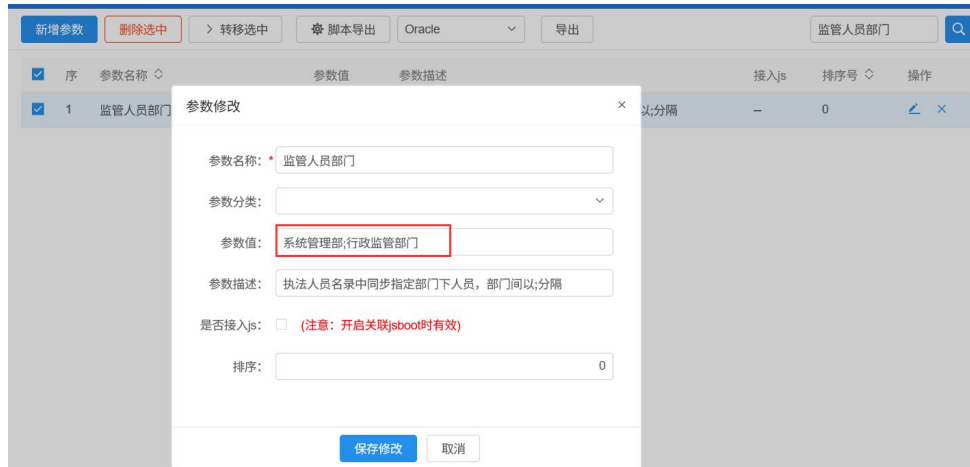 新增参数 删除选中 > 转移选中 脚本导出 Oracle 导出 监管人员部门
序 参数名称 参数值 参数描述 接入js 排序号 操作
1 监管人员部门 以;分隔 -- 0
参数修改
参数名称： * 监管人员部门
参数分类：
参数值： 系统管理部;行政监管部门
参数描述： 执法人员名录中同步指定部门下人员，部门间以;分隔
是否接入js： (注意：开启关联jsboot时有效)
排序： 0
保存修改 取消